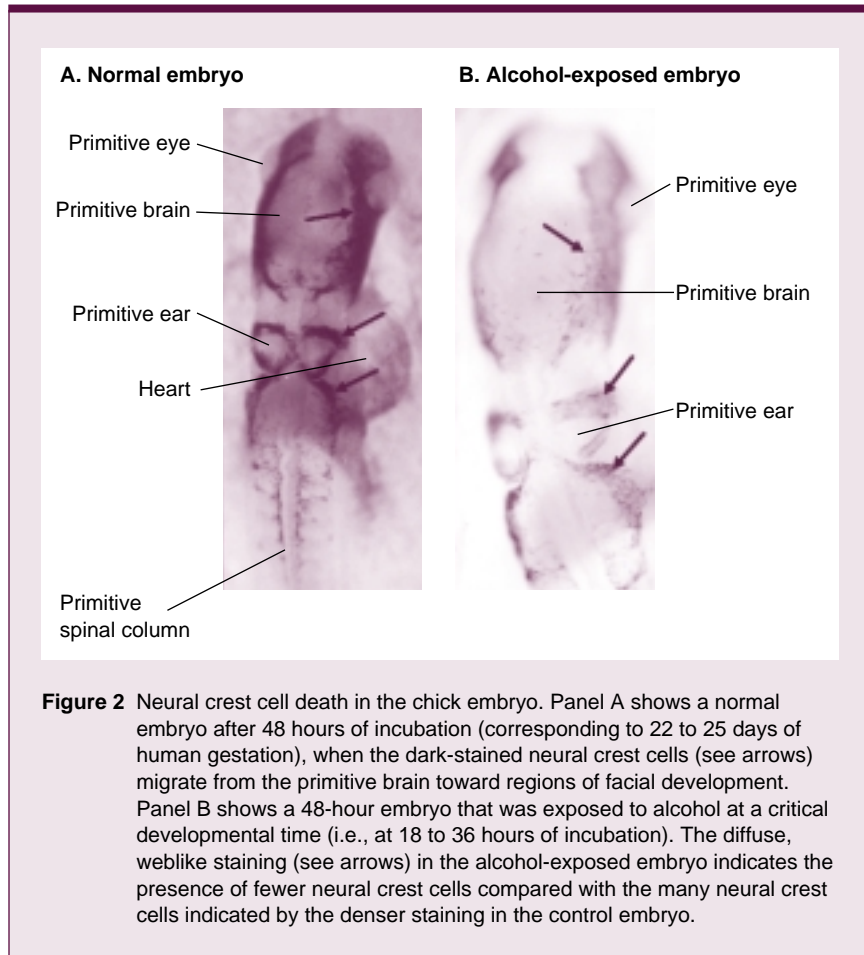 A. Normal embryo
B. Alcohol-exposed embryo
Primitive eye
Primitive brain
Primitive ear
Heart
Primitive
spinal column
Primitive eye
Primitive brain
Primitive ear
Figure 2 Neural crest cell death in the chick embryo. Panel A shows a normal
embryo after 48 hours of incubation (corresponding to 22 to 25 days of
human gestation), when the dark-stained neural crest cells (see arrows)
migrate from the primitive brain toward regions of facial development.
Panel B shows a 48-hour embryo that was exposed to alcohol at a critical
developmental time (i.e., at 18 to 36 hours of incubation). The diffuse,
weblike staining (see arrows) in the alcohol-exposed embryo indicates the
presence of fewer neural crest cells compared with the many neural crest
cells indicated by the denser staining in the control embryo.